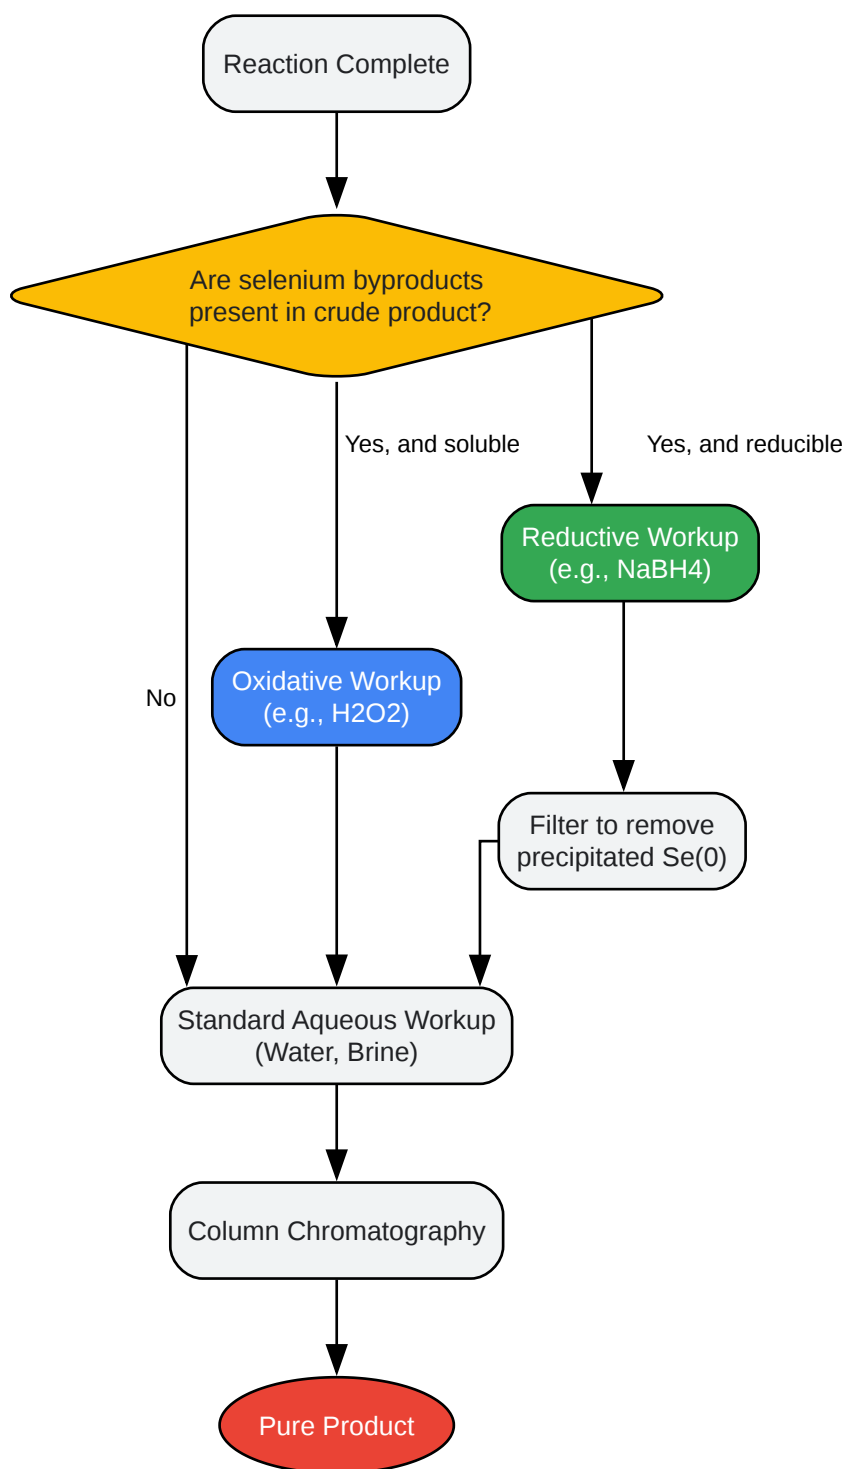 Reaction Complete
Are selenium byproducts
present in crude product?
Yes, and soluble
Yes, and reducible
Reductive Workup
(e.g., NaBH4)
Oxidative Workup
(e.g., H2O2)
No
Filter to remove
precipitated Se(0)
Standard Aqueous Workup
(Water, Brine)
Column Chromatography
Pure Product